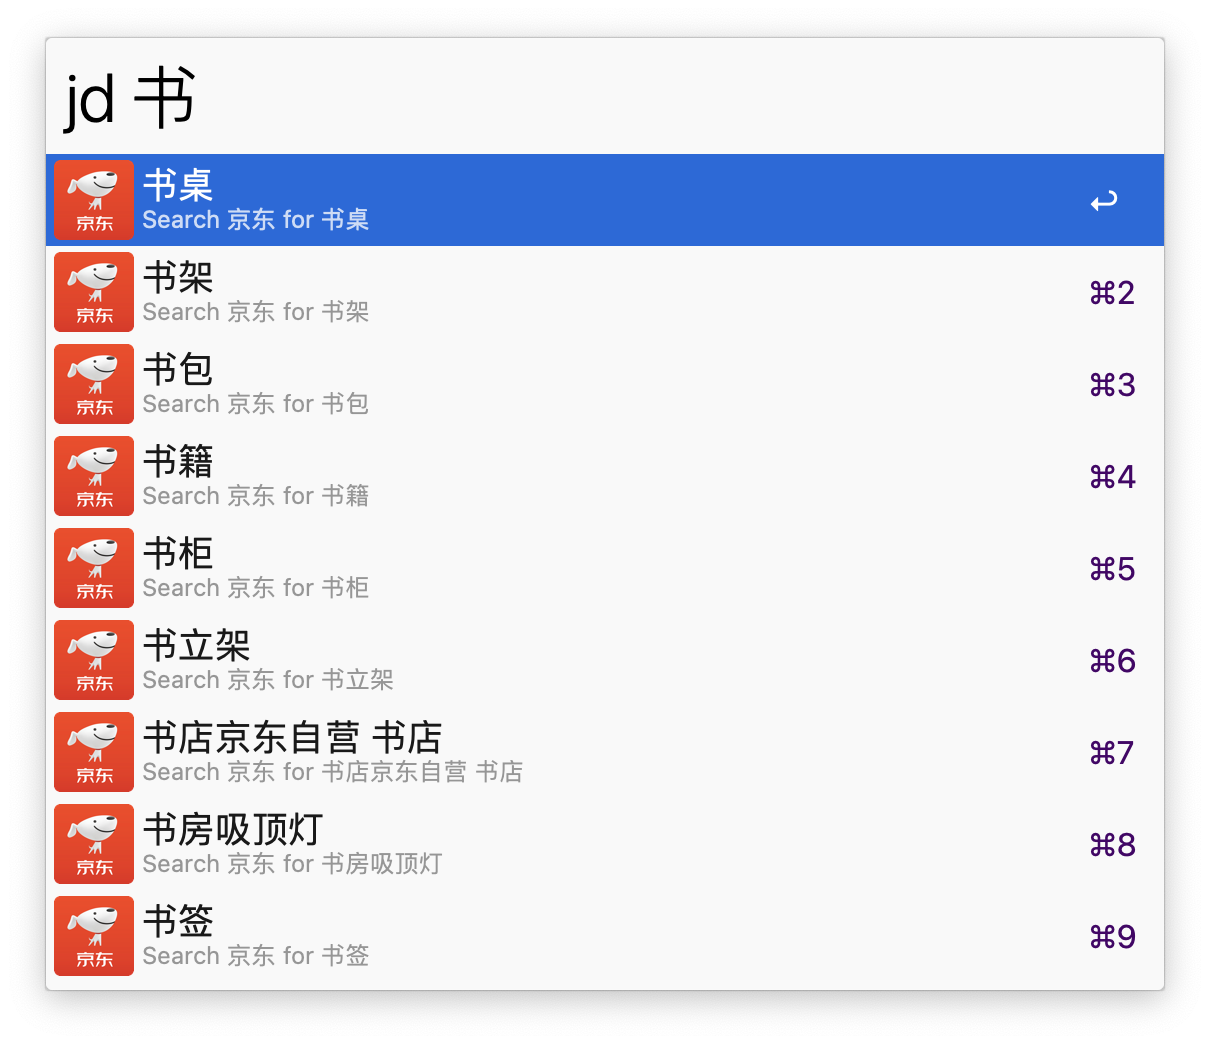 jd 书
京东
书桌
Search 京东 for 书桌
↩
京东
书架
Search 京东 for 书架
⌘2
京东
书包
Search 京东 for 书包
⌘3
京东
书籍
Search 京东 for 书籍
⌘4
京东
书柜
Search 京东 for 书柜
⌘5
京东
书立架
Search 京东 for 书立架
⌘6
京东
书店京东自营 书店
Search 京东 for 书店京东自营 书店
⌘7
京东
书房吸顶灯
Search 京东 for 书房吸顶灯
⌘8
京东
书签
Search 京东 for 书签
⌘9